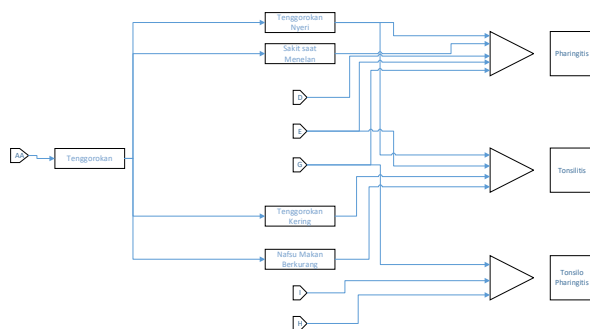 Tenggorokan
Nyeri
Sakit saat
Menelan
Pharingitis
D
E
AA
Tenggorokan
G
Tonsilitis
Tenggorokan
Kering
Nafsu Makan
Berkurang
Tonsilo
Pharingitis
I
H